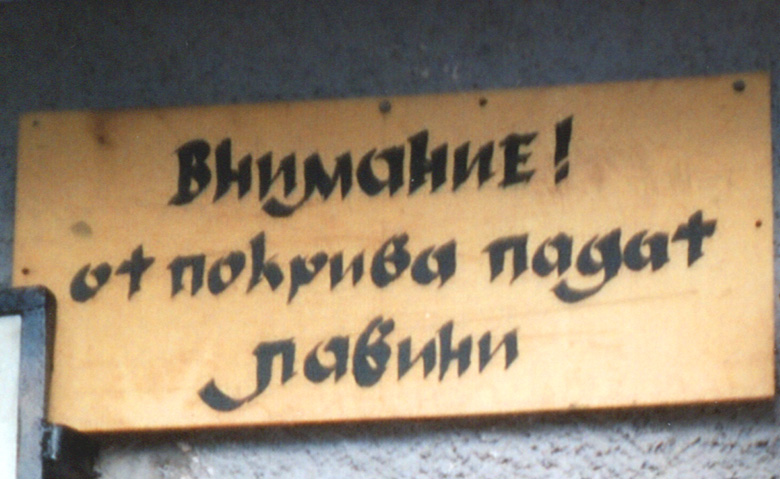 Внимание!
от покрива падат
лавини